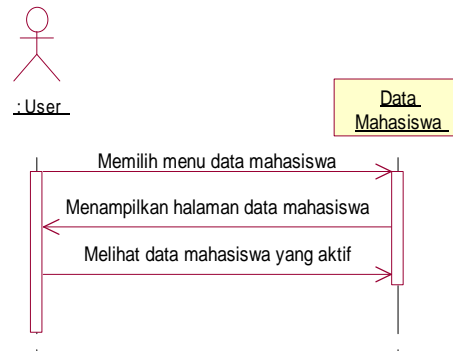 : User
Data
Mahasiswa
Memilih menu data mahasiswa
Menampilkan halaman data mahasiswa
Melihat data mahasiswa yang aktif